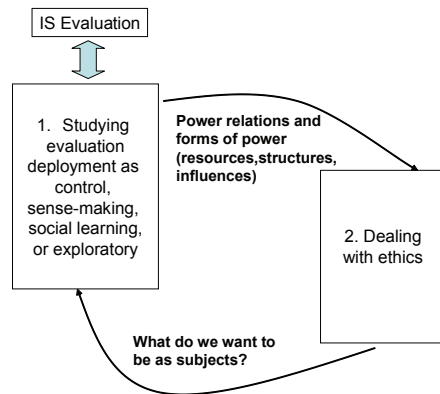 IS Evaluation
1. Studying
evaluation
deployment as
control,
sense-making,
social learning,
or exploratory
Power relations and
forms of power
(resources,structures,
influences)
2. Dealing
with ethics
What do we want to
be as subjects?